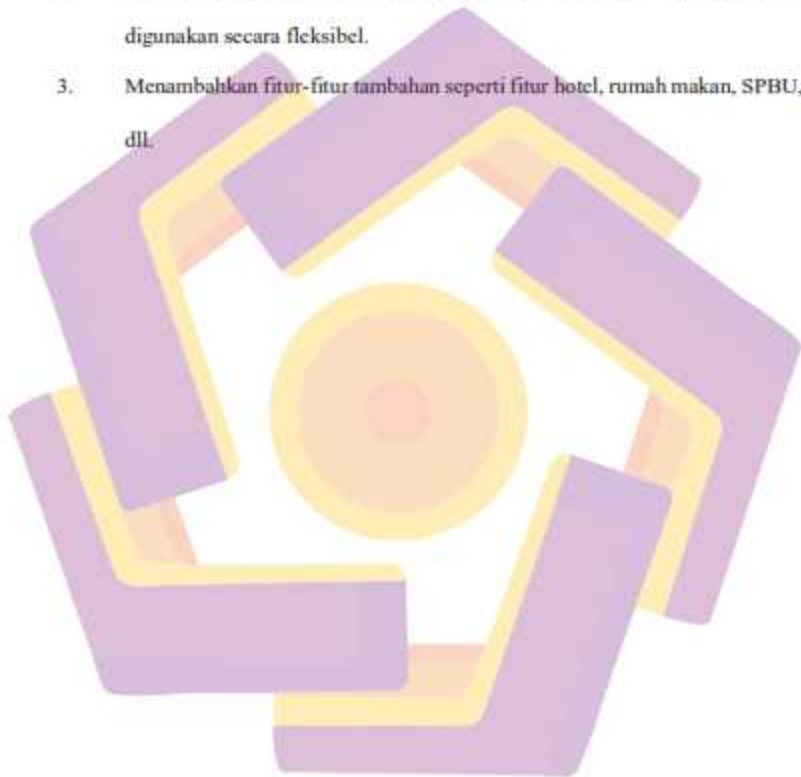 digunakan secara fleksibel.
3. Menambahkan fitur-fitur tambahan seperti fitur hotel, rumah makan, SPBU,
dll.